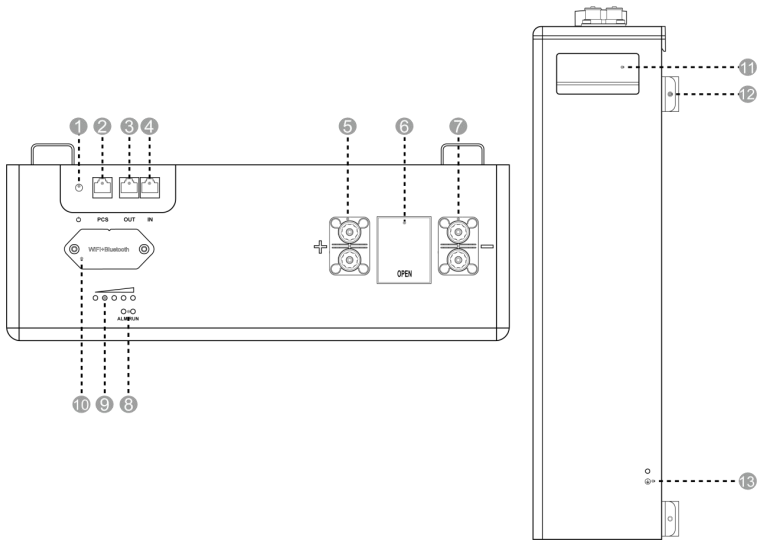 11
12
1 2 3 4 5 6 7
PCS OUT IN
WIFI+Bluetooth
+ −
OPEN
ALM RUN
10 9 8
13